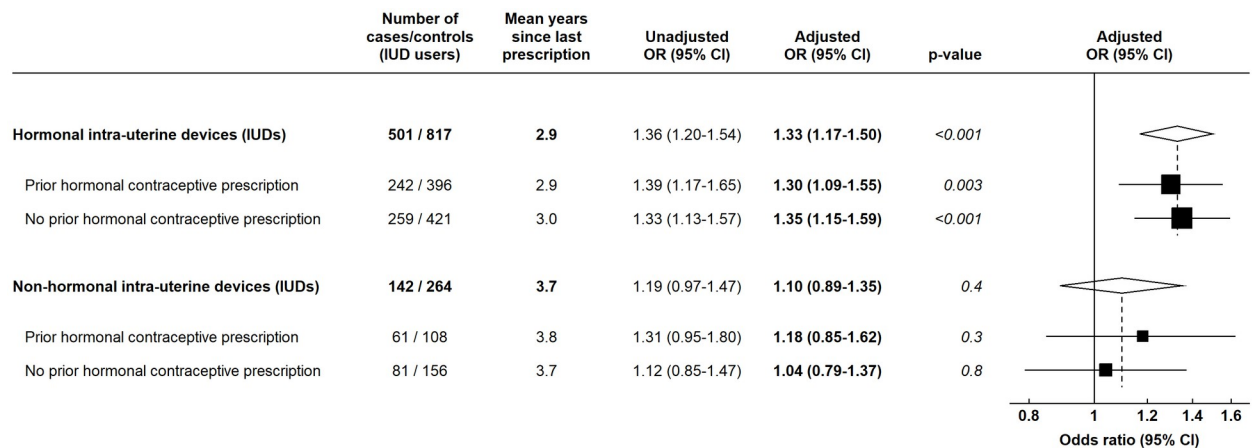 Number of cases/controls (IUD users) Mean years since last prescription Unadjusted OR (95% CI) Adjusted OR (95% CI) p-value Adjusted OR (95% CI)
Hormonal intra-uterine devices (IUDs) 501 / 817 2.9 1.36 (1.20-1.54) 1.33 (1.17-1.50) <0.001
Prior hormonal contraceptive prescription 242 / 396 2.9 1.39 (1.17-1.65) 1.30 (1.09-1.55) 0.003
No prior hormonal contraceptive prescription 259 / 421 3.0 1.33 (1.13-1.57) 1.35 (1.15-1.59) <0.001
Non-hormonal intra-uterine devices (IUDs) 142 / 264 3.7 1.19 (0.97-1.47) 1.10 (0.89-1.35) 0.4
Prior hormonal contraceptive prescription 61 / 108 3.8 1.31 (0.95-1.80) 1.18 (0.85-1.62) 0.3
No prior hormonal contraceptive prescription 81 / 156 3.7 1.12 (0.85-1.47) 1.04 (0.79-1.37) 0.8
0.8 1 1.2 1.4 1.6
Odds ratio (95% CI)